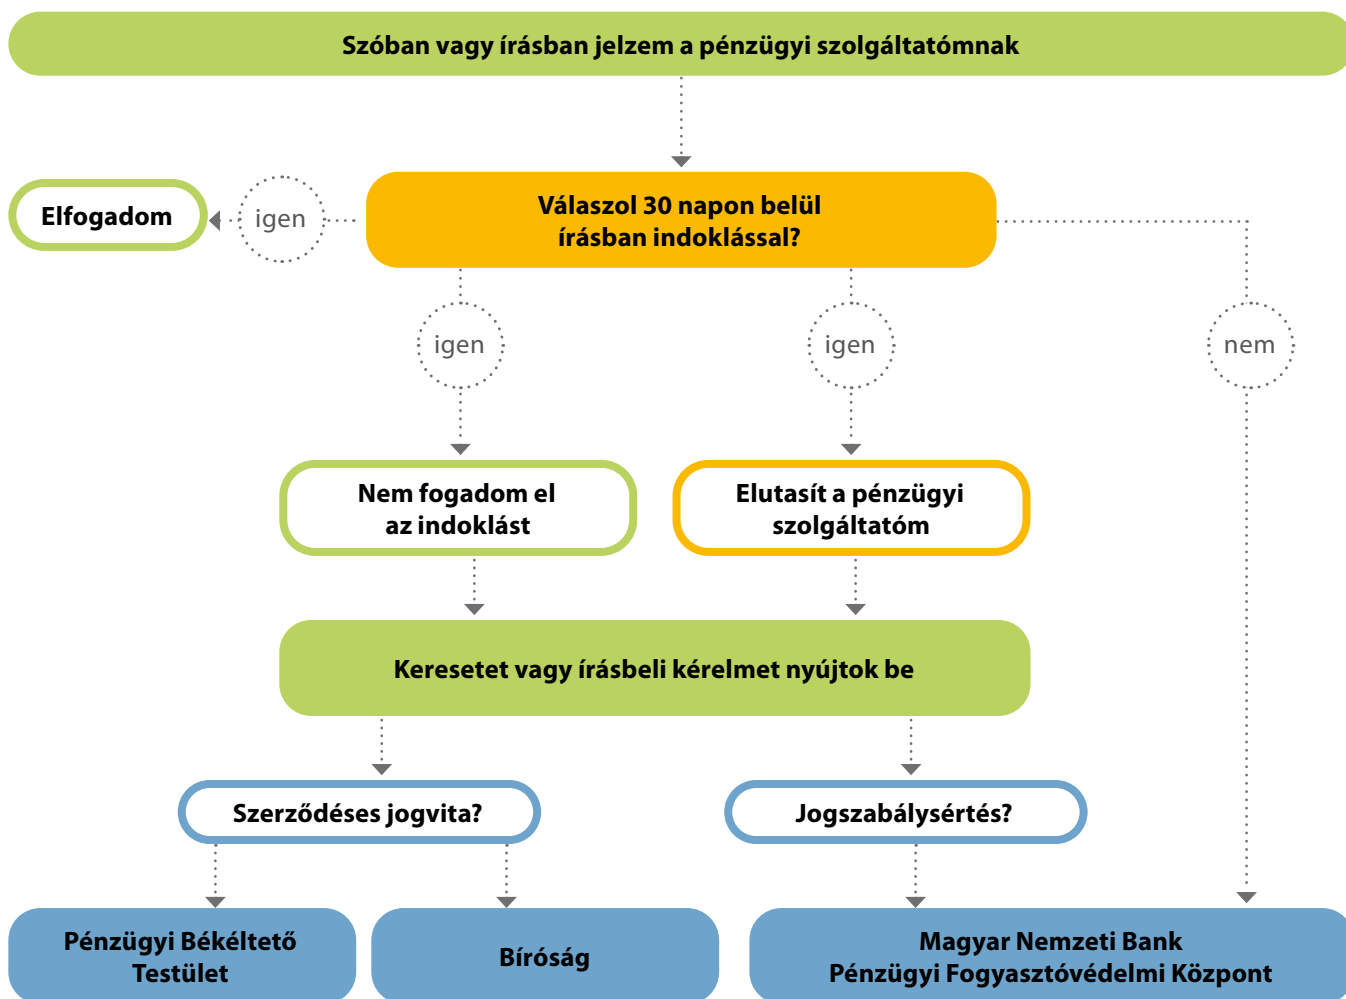 Szóban vagy írásban jelzem a pénzügyi szolgáltatómnak
Elfogadom
igen
Válaszol 30 napon belül
írásban indoklással?
igen
igen
nem
Nem fogadom el
az indoklást
Elutasít a pénzügyi
szolgáltatóm
Keresetet vagy írásbeli kérelmet nyújtok be
Szerződéses jogvita?
Jogszabálysértés?
Pénzügyi Békéltető
Testület
Bíróság
Magyar Nemzeti Bank
Pénzügyi Fogyasztóvédelmi Központ